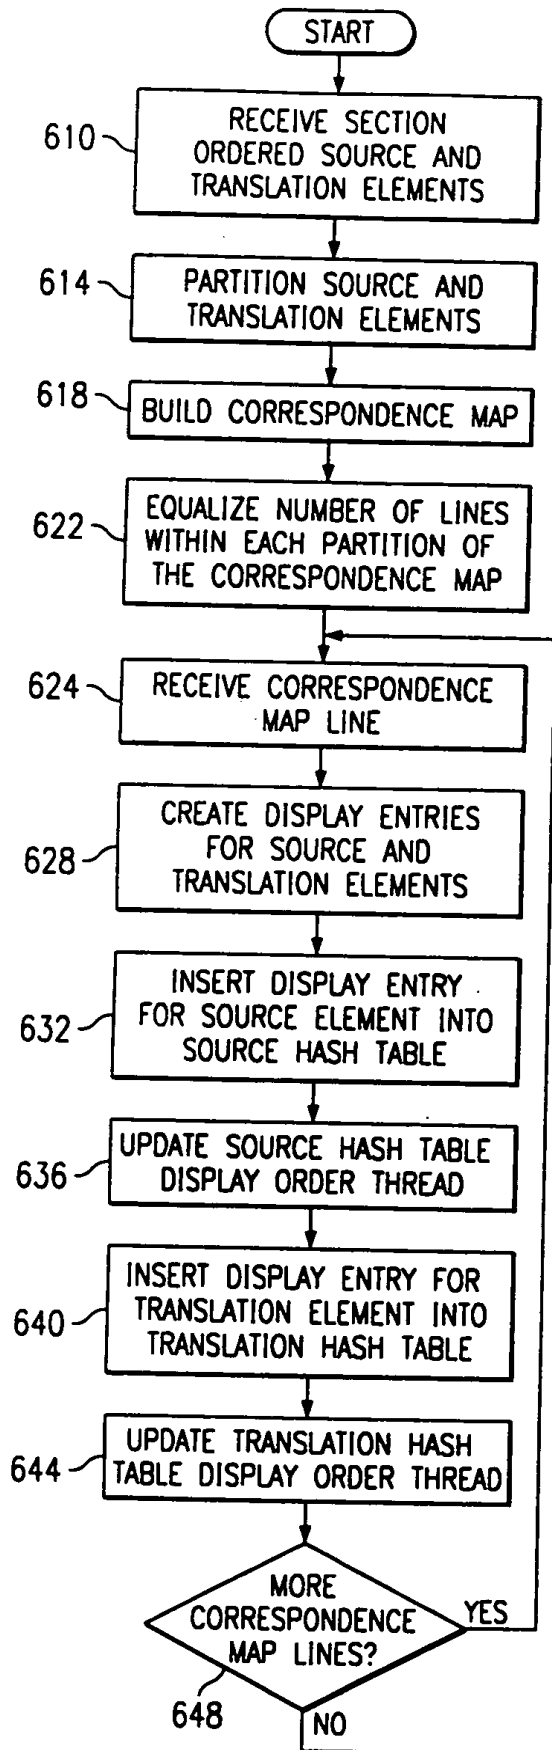 START
610
RECEIVE SECTION
ORDERED SOURCE AND
TRANSLATION ELEMENTS
614
PARTITION SOURCE AND
TRANSLATION ELEMENTS
618
BUILD CORRESPONDENCE MAP
622
EQUALIZE NUMBER OF LINES
WITHIN EACH PARTITION OF
THE CORRESPONDENCE MAP
624
RECEIVE CORRESPONDENCE
MAP LINE
628
CREATE DISPLAY ENTRIES
FOR SOURCE AND
TRANSLATION ELEMENTS
632
INSERT DISPLAY ENTRY
FOR SOURCE ELEMENT INTO
SOURCE HASH TABLE
636
UPDATE SOURCE HASH TABLE
DISPLAY ORDER THREAD
640
INSERT DISPLAY ENTRY FOR
TRANSLATION ELEMENT INTO
TRANSLATION HASH TABLE
644
UPDATE TRANSLATION HASH
TABLE DISPLAY ORDER THREAD
MORE
CORRESPONDENCE
MAP LINES?
YES
648
NO